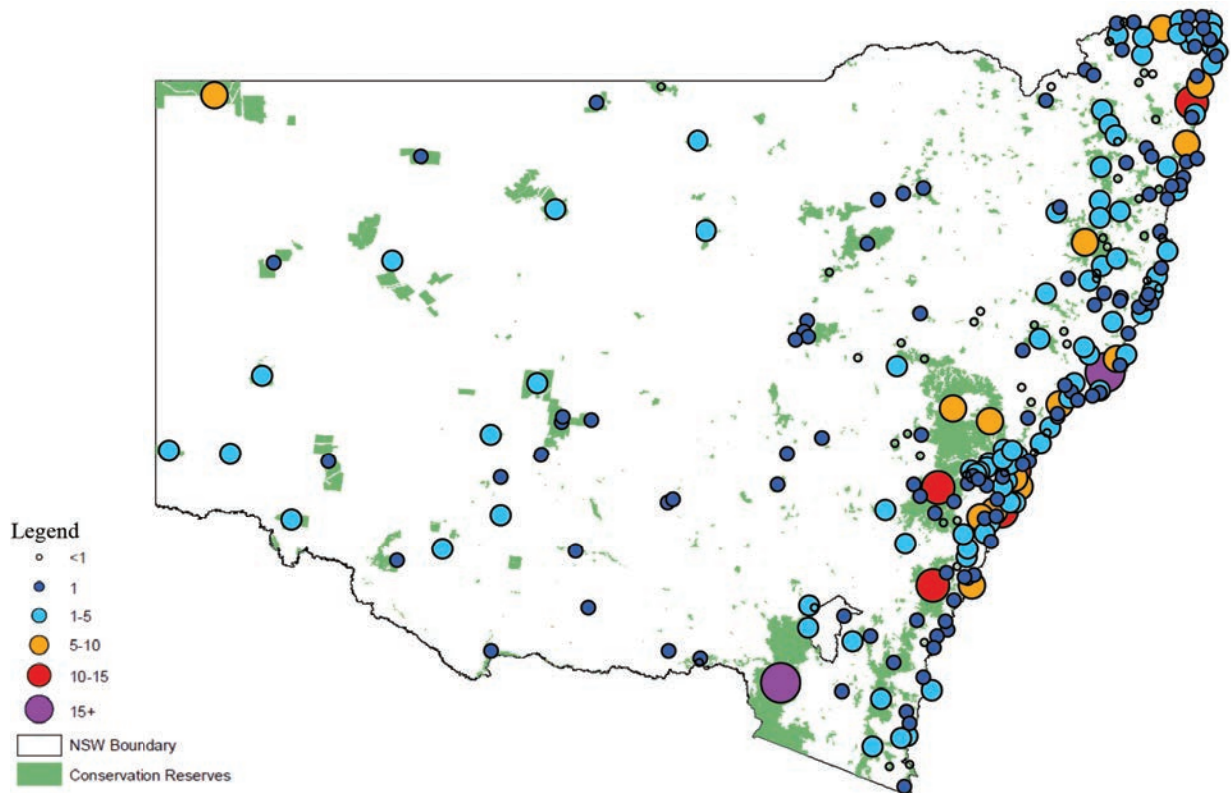 Legend
<1
1
1-5
5-10
10-15
15+
NSW Boundary
Conservation Reserves